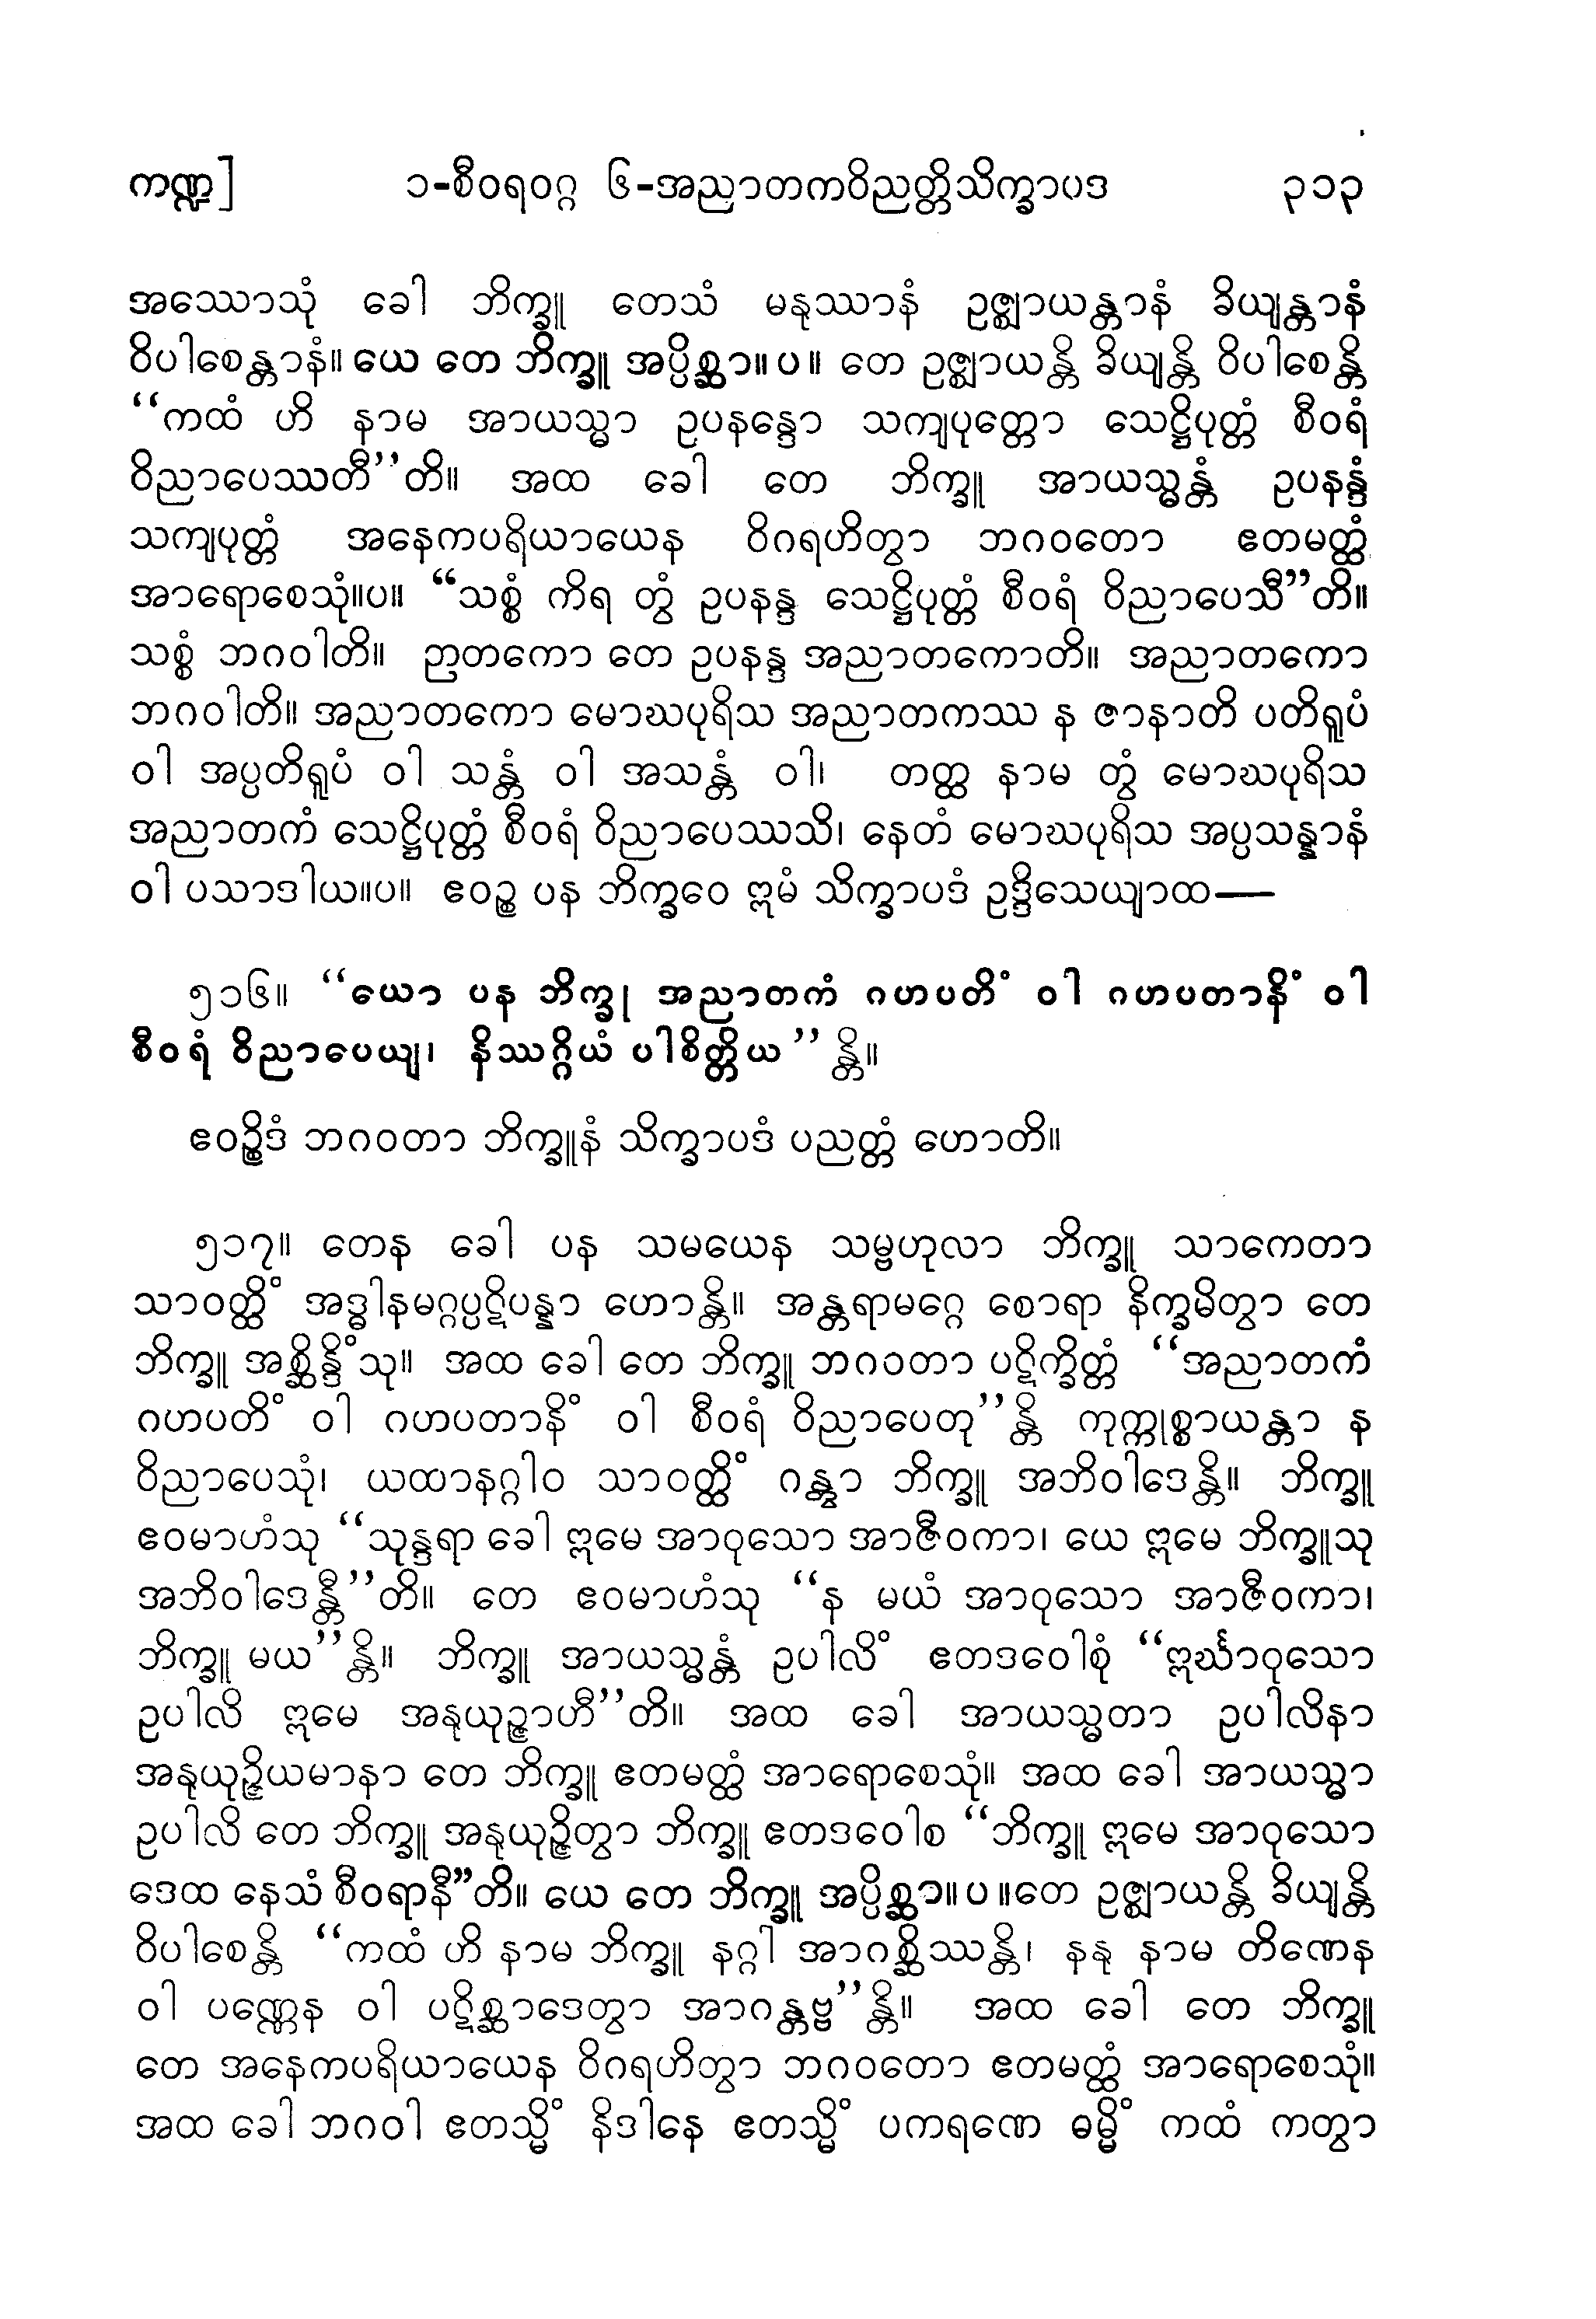 ကဏ္ဍ] ၁-စီဝရဝဂ္ဂ ၆-အညာတကဝိညတ္တိသိက္ခာပဒ ၃၁၃
အဿောသုံ ခေါ ဘိက္ခူ တေသံ မနုဿာနံ ဥဇ္ဈာယန္တာနံ ခိယျန္တာနံ
ဝိပါစေန္တာနံ။ ယေ တေ ဘိက္ခူ အပ္ပိစ္ဆာ။ပ။ တေ ဥဇ္ဈာယန္တိ ခိယျန္တိ ဝိပါစေန္တိ
“ကထံ ဟိ နာမ အာယသ္မာ ဥပနန္ဒော သကျပုတ္တော သေဋ္ဌိပုတ္တံ စီဝရံ
ဝိညာပေဿတီ”တိ။ အထ ခေါ တေ ဘိက္ခူ အာယသ္မန္တံ ဥပနန္ဒံ
သကျပုတ္တံ အနေကပရိယာယေန ဝိဂရဟိတွာ ဘဂဝတော ဧတမတ္ထံ
အာရောစေသုံ။ပ။ “သစ္စံ ကိရ တွံ ဥပနန္ဒ သေဋ္ဌိပုတ္တံ စီဝရံ ဝိညာပေသီ”တိ။
သစ္စံ ဘဂဝါတိ။ ဉာတကော တေ ဥပနန္ဒ အညာတကောတိ။ အညာတကော
ဘဂဝါတိ။ အညာတကော မောဃပုရိသ အညာတကဿ န ဇာနာတိ ပတိရူပံ
ဝါ အပ္ပတိရူပံ ဝါ သန္တံ ဝါ အသန္တံ ဝါ၊ တတ္ထ နာမ တွံ မောဃပုရိသ
အညာတကံ သေဋ္ဌိပုတ္တံ စီဝရံ ဝိညာပေဿသိ၊ နေတံ မောဃပုရိသ အပ္ပသန္နာနံ
ဝါ ပသာဒါယ။ပ။ ဧဝဉ္စ ပန ဘိက္ခဝေ ဣမံ သိက္ခာပဒံ ဥဒ္ဒိသေယျာထ—
၅၁၆။ “ယော ပန ဘိက္ခု အညာတကံ ဂဟပတိံ ဝါ ဂဟပတာနိံ ဝါ
စီဝရံ ဝိညာပေယျ၊ နိဿဂ္ဂိယံ ပါစိတ္တိယ”န္တိ။
ဧဝဉ္စိဒံ ဘဂဝတာ ဘိက္ခူနံ သိက္ခာပဒံ ပညတ္တံ ဟောတိ။
၅၁၇။ တေန ခေါ ပန သမယေန သမ္ဗဟုလာ ဘိက္ခူ သာကေတာ
သာဝတ္ထိံ အဒ္ဓါနမဂ္ဂပ္ပဋိပန္နာ ဟောန္တိ။ အန္တရာမဂ္ဂေ စောရာ နိက္ခမိတွာ တေ
ဘိက္ခူ အစ္ဆိန္ဒိံသု။ အထ ခေါ တေ ဘိက္ခူ ဘဂဝတာ ပဋိက္ခိတ္တံ “အညာတကံ
ဂဟပတိံ ဝါ ဂဟပတာနိံ ဝါ စီဝရံ ဝိညာပေတု”န္တိ ကုက္ကုစ္စာယန္တာ န
ဝိညာပေသုံ၊ ယထာနဂ္ဂါဝ သာဝတ္ထိံ ဂန္တွာ ဘိက္ခူ အဘိဝါဒေန္တိ။ ဘိက္ခူ
ဧဝမာဟံသု “သုန္ဒရာ ခေါ ဣမေ အာဝုသော အာဇီဝကာ၊ ယေ ဣမေ ဘိက္ခူသု
အဘိဝါဒေန္တီ”တိ။ တေ ဧဝမာဟံသု “န မယံ အာဝုသော အာဇီဝကာ၊
ဘိက္ခူ မယ”န္တိ။ ဘိက္ခူ အာယသ္မန္တံ ဥပါလိံ ဧတဒဝေါစုံ “ဣင်္ဃာဝုသော
ဥပါလိ ဣမေ အနုယုဉ္ဇာဟီ”တိ။ အထ ခေါ အာယသ္မတာ ဥပါလိနာ
အနုယုဉ္ဇိယမာနာ တေ ဘိက္ခူ ဧတမတ္ထံ အာရောစေသုံ။ အထ ခေါ အာယသ္မာ
ဥပါလိ တေ ဘိက္ခူ အနုယုဉ္ဇိတွာ ဘိက္ခူ ဧတဒဝေါစ “ဘိက္ခူ ဣမေ အာဝုသော
ဒေထ နေသံ စီဝရာနီ”တိ။ ယေ တေ ဘိက္ခူ အပ္ပိစ္ဆာ။ပ။တေ ဥဇ္ဈာယန္တိ ခိယျန္တိ
ဝိပါစေန္တိ “ကထံ ဟိ နာမ ဘိက္ခူ နဂ္ဂါ အာဂစ္ဆိဿန္တိ၊ နနု နာမ တိဏေန
ဝါ ပဏ္ဏေန ဝါ ပဋိစ္ဆာဒေတွာ အာဂန္တဗ္ဗ”န္တိ။ အထ ခေါ တေ ဘိက္ခူ
တေ အနေကပရိယာယေန ဝိဂရဟိတွာ ဘဂဝတော ဧတမတ္ထံ အာရောစေသုံ။
အထ ခေါ ဘဂဝါ ဧတသ္မိံ နိဒါနေ ဧတသ္မိံ ပကရဏေ ဓမ္မိံ ကထံ ကတွာ